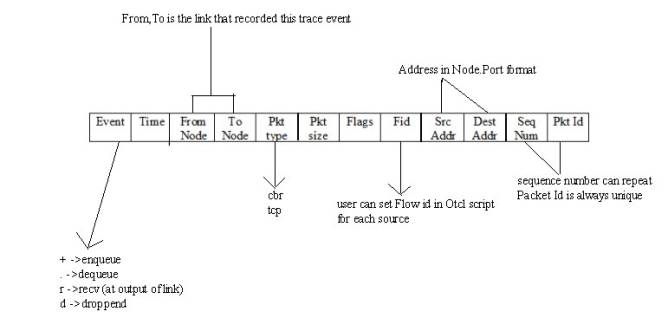 From,To is the link that recorded this trace event
Address in Node.Port format
Event Time From To Pkt Pkt Flags Fid Src Dest Seq Pkt Id
Node Node type size Addr Addr Num
cbr
tcp
user can set Flow id in Otcl script
for each source
sequence number can repeat
Packet Id is always unique
+ ->enqueue
. ->dequeue
r ->recv (at output of link)
d ->droppend